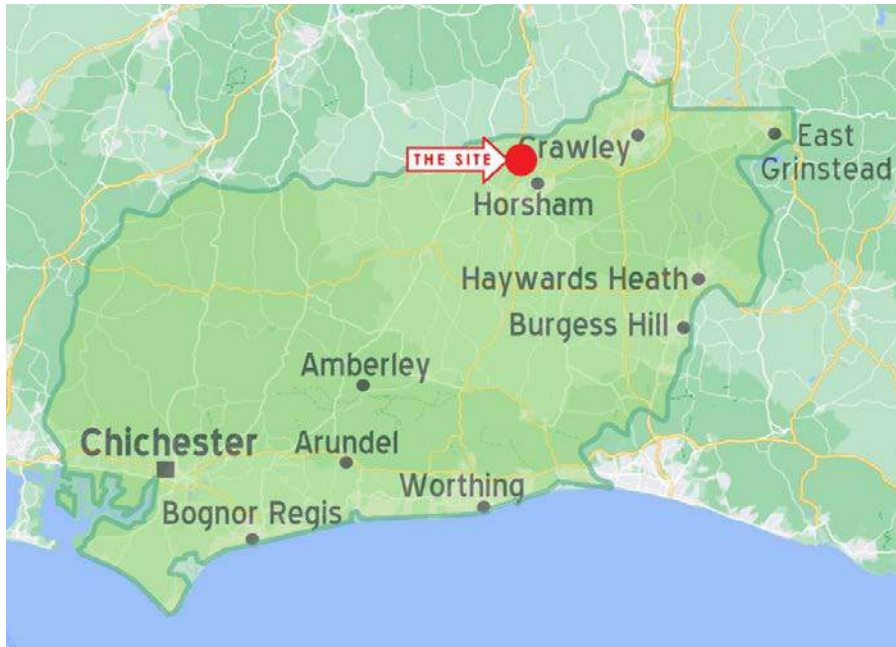 THE SITE
Crawley
East
Grinstead
Horsham
Haywards Heath
Burgess Hill
Amberley
Chichester
Arundel
Worthing
Bognor Regis